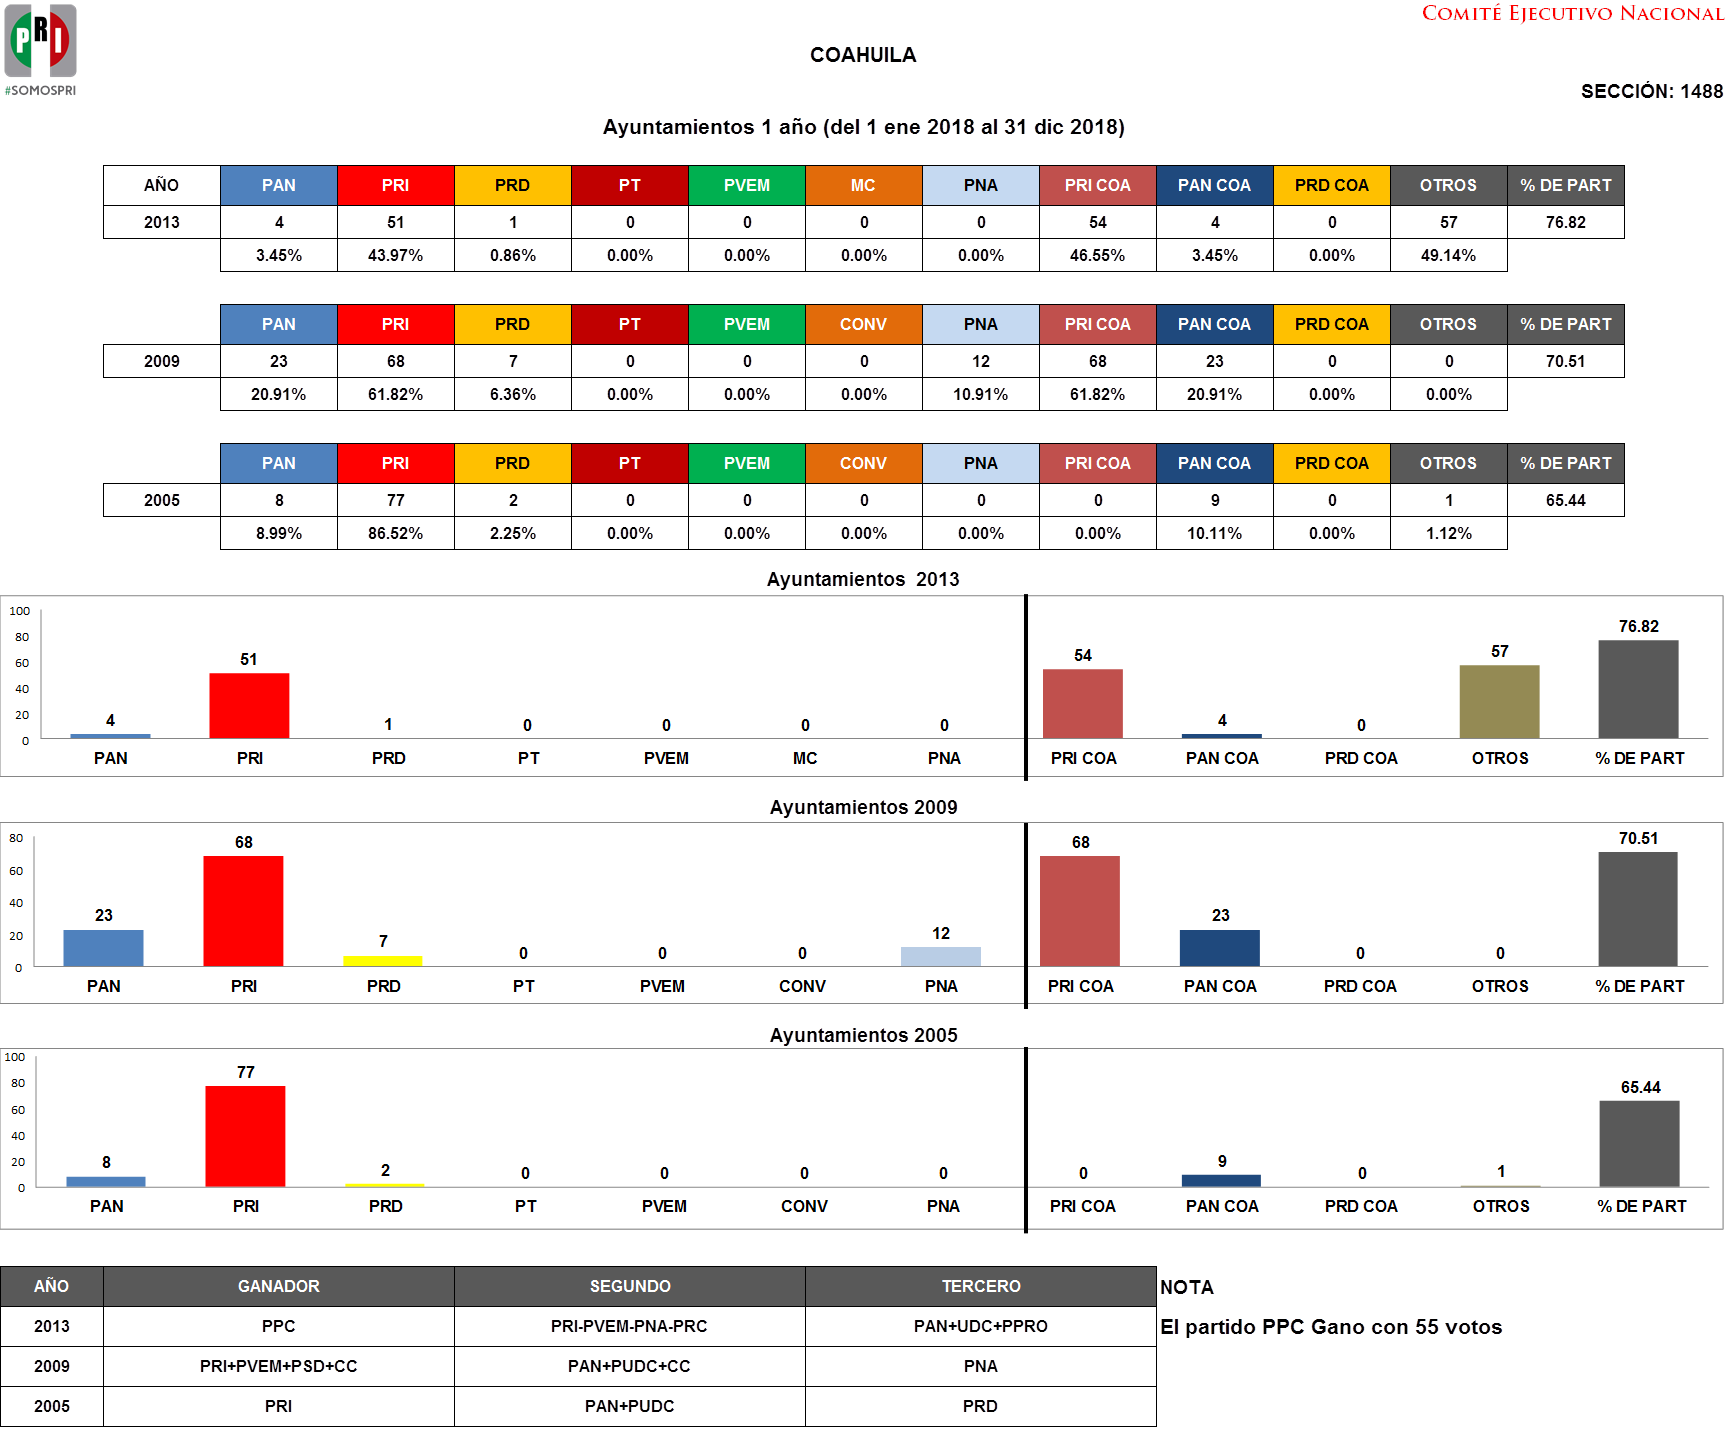 PRI
#SOMOSPRI
COMITÉ EJECUTIVO NACIONAL
COAHUILA
SECCIÓN: 1488
Ayuntamientos 1 año (del 1 ene 2018 al 31 dic 2018)
AÑO PAN PRI PRD PT PVEM MC PNA PRI COA PAN COA PRD COA OTROS % DE PART
2013 4 51 1 0 0 0 0 54 4 0 57 76.82
3.45% 43.97% 0.86% 0.00% 0.00% 0.00% 0.00% 46.55% 3.45% 0.00% 49.14%
PAN PRI PRD PT PVEM CONV PNA PRI COA PAN COA PRD COA OTROS % DE PART
2009 23 68 7 0 0 0 12 68 23 0 0 70.51
20.91% 61.82% 6.36% 0.00% 0.00% 0.00% 10.91% 61.82% 20.91% 0.00% 0.00%
PAN PRI PRD PT PVEM CONV PNA PRI COA PAN COA PRD COA OTROS % DE PART
2005 8 77 2 0 0 0 0 0 9 0 1 65.44
8.99% 86.52% 2.25% 0.00% 0.00% 0.00% 0.00% 0.00% 10.11% 0.00% 1.12%
Ayuntamientos 2013
100
80
60
40
20
0
4 51 1 0 0 0 0 54 4 0 57 76.82
PAN PRI PRD PT PVEM MC PNA PRI COA PAN COA PRD COA OTROS % DE PART
Ayuntamientos 2009
80
60
40
20
0
23 68 7 0 0 0 12 68 23 0 0 70.51
PAN PRI PRD PT PVEM CONV PNA PRI COA PAN COA PRD COA OTROS % DE PART
Ayuntamientos 2005
100
80
60
40
20
0
8 77 2 0 0 0 0 0 9 0 1 65.44
PAN PRI PRD PT PVEM CONV PNA PRI COA PAN COA PRD COA OTROS % DE PART
AÑO GANADOR SEGUNDO TERCERO NOTA
2013 PPC PRI-PVEM-PNA-PRC PAN+UDC+PPRO El partido PPC Gano con 55 votos
2009 PRI+PVEM+PSD+CC PAN+PUDC+CC PNA
2005 PRI PAN+PUDC PRD